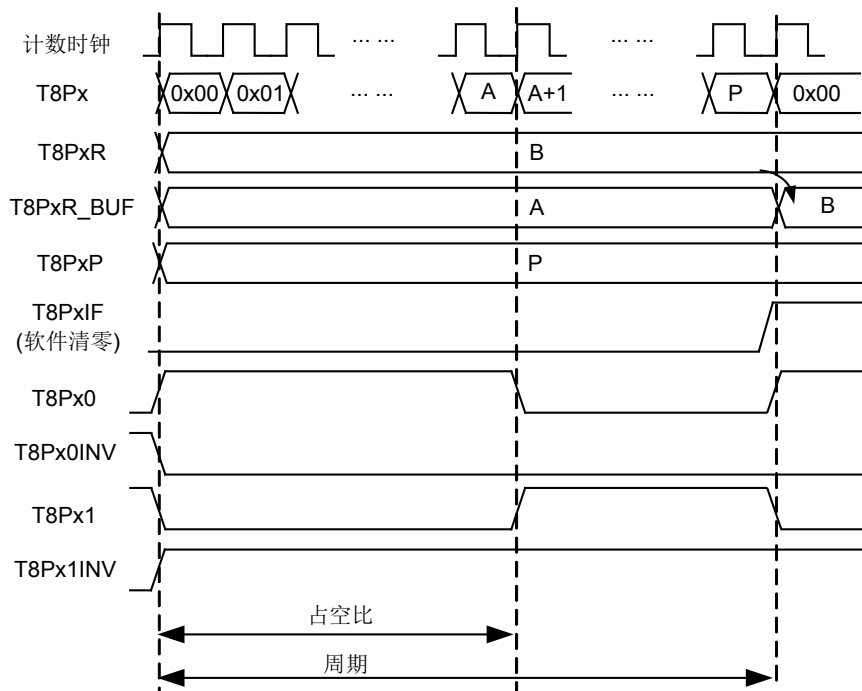 计数时钟
... ...
... ...
T8Px
0x00
0x01
... ...
A
A+1
... ...
P
0x00
T8PxR
B
T8PxR_BUF
A
B
T8PxP
P
T8PxIF
(软件清零)
T8Px0
T8Px0INV
T8Px1
T8Px1INV
占空比
周期